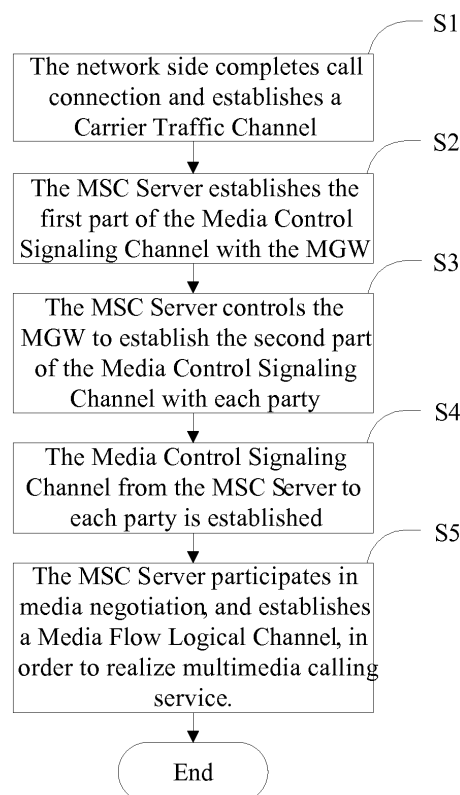 S1
The network side completes call
connection and establishes a
Carrier Traffic Channel
S2
The MSC Server establishes the
first part of the Media Control
Signaling Channel with the MGW
S3
The MSC Server controls the
MGW to establish the second part
of the Media Control Signaling
Channel with each party
S4
The Media Control Signaling
Channel from the MSC Server to
each party is established
S5
The MSC Server participates in
media negotiation, and establishes
a Media Flow Logical Channel, in
order to realize multimedia calling
service.
End